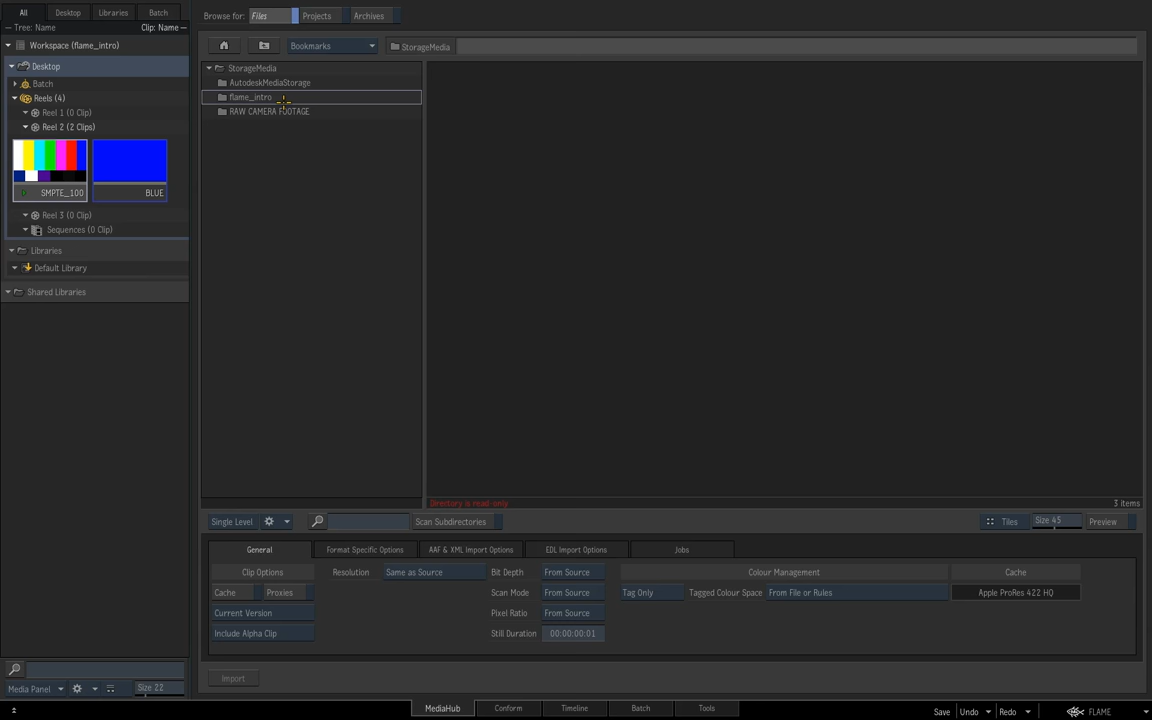 All Desktop Libraries Batch
Tree: Name Clip: Name
Workspace (flame_intro)
Desktop
Batch
Reels (4)
Reel 1 (0 Clip)
Reel 2 (2 Clips)
SMPTE_100 BLUE
Reel 3 (0 Clip)
Sequences (0 Clip)
Libraries
Default Library
Shared Libraries
Media Panel Size 22
Browse for: Files Projects Archives
Bookmarks StorageMedia
StorageMedia
AutodeskMediaStorage
flame_intro
RAW CAMERA FOOTAGE
Directory is read-only 3 items
Single Level Scan Subdirectories Tiles Size 45 Preview
General Format Specific Options AAF & XML Import Options EDL Import Options Jobs
Clip Options Resolution Same as Source Bit Depth From Source Colour Management Cache
Cache Proxies Scan Mode From Source Tag Only Tagged Colour Space From File or Rules Apple ProRes 422 HQ
Current Version Pixel Ratio From Source
Include Alpha Clip Still Duration 00:00:00:01
Import
MediaHub Conform Timeline Batch Tools Save Undo Redo FLAME